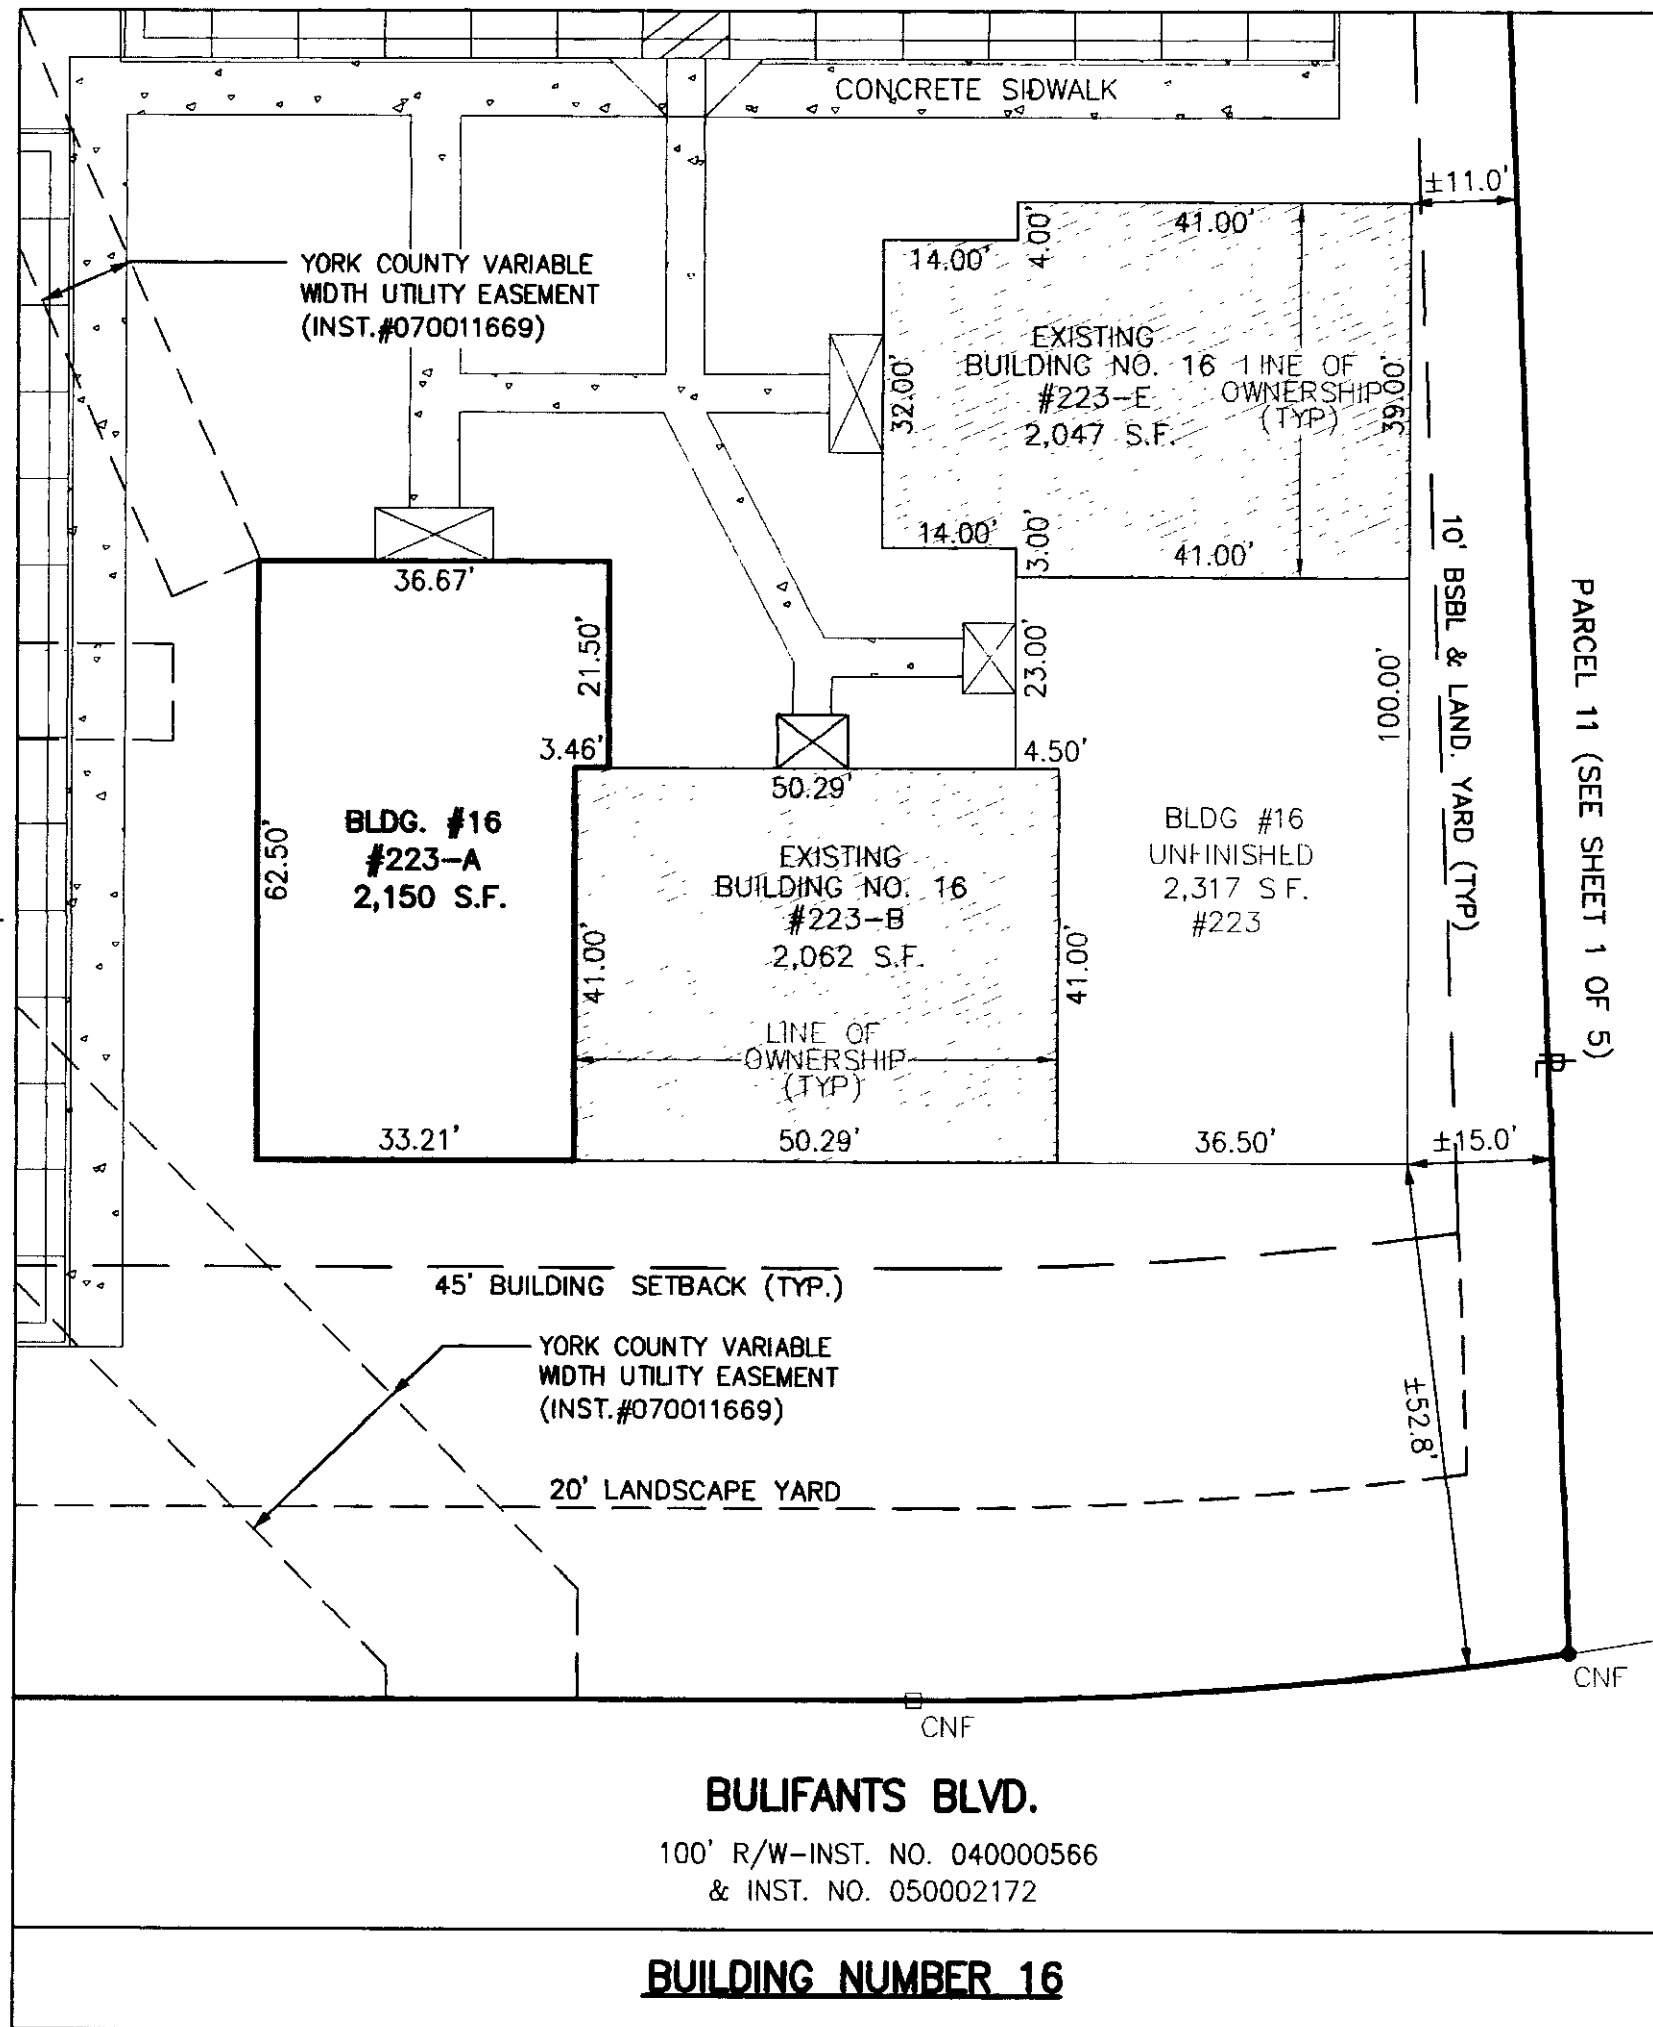 CONCRETE SIDWALK
±11.0'
41.00'
4.00'
14.00'
YORK COUNTY VARIABLE
WIDTH UTILITY EASEMENT
(INST.#070011669)
EXISTING
BUILDING NO. 16
#223-E
2,047 S.F.
LINE OF
OWNERSHIP
(TYP)
32.00'
39.00'
14.00'
3.00'
41.00'
10' BSBL & LAND. YARD (TYP)
PARCEL 11 (SEE SHEET 1 OF 5)
36.67'
21.50'
23.00'
100.00'
3.46'
4.50'
50.29'
BLDG. #16
#223-A
2,150 S.F.
62.50'
EXISTING
BUILDING NO. 16
#223-B
2,062 S.F.
BLDG #16
UNFINISHED
2,317 S F.
#223
41.00'
41.00'
LINE OF
OWNERSHIP
(TYP)
33.21'
50.29'
36.50'
±15.0'
45' BUILDING SETBACK (TYP.)
YORK COUNTY VARIABLE
WIDTH UTILITY EASEMENT
(INST.#070011669)
±52.8'
20' LANDSCAPE YARD
CNF
CNF
BULIFANTS BLVD.
100' R/W-INST. NO. 040000566
& INST. NO. 050002172
BUILDING NUMBER 16